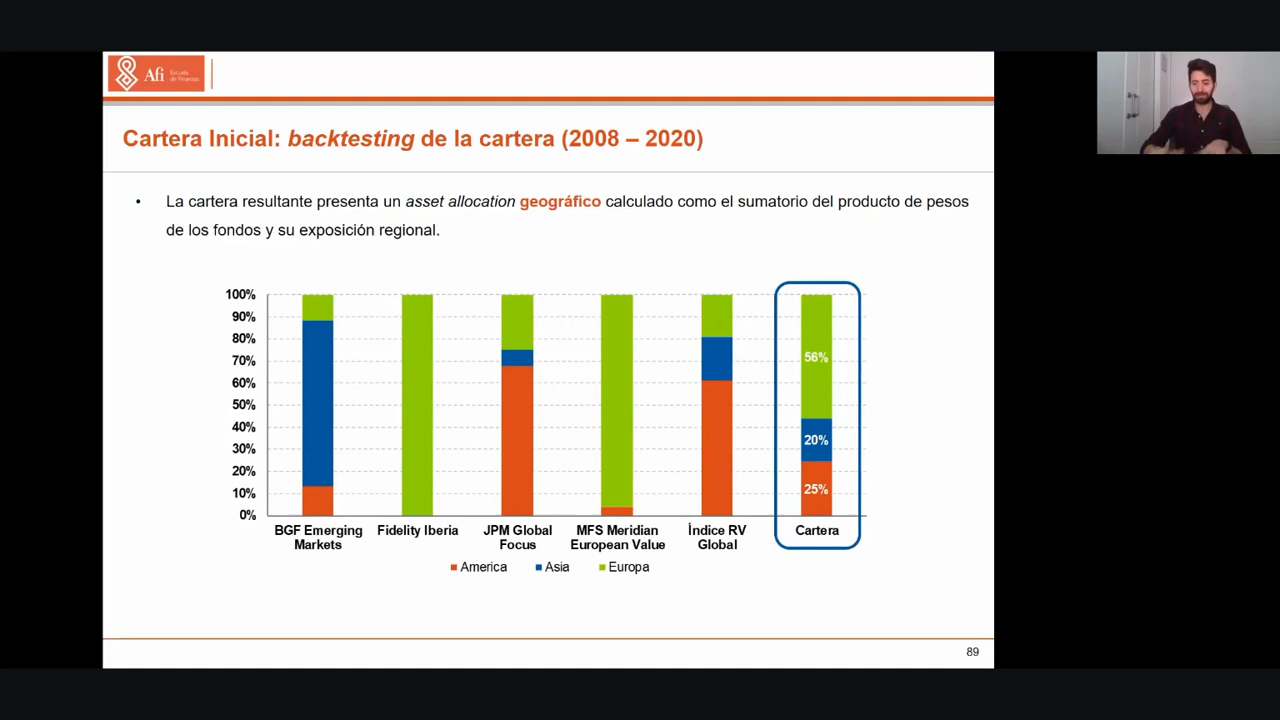 Afi
Escuela
de Finanzas
Cartera Inicial: backtesting de la cartera (2008 – 2020)
• La cartera resultante presenta un asset allocation geográfico calculado como el sumatorio del producto de pesos
de los fondos y su exposición regional.
100%
90%
80%
70%
60%
50%
40%
30%
20%
10%
0%
56%
20%
25%
BGF Emerging Markets
Fidelity Iberia
JPM Global Focus
MFS Meridian European Value
Índice RV Global
Cartera
America Asia Europa
89